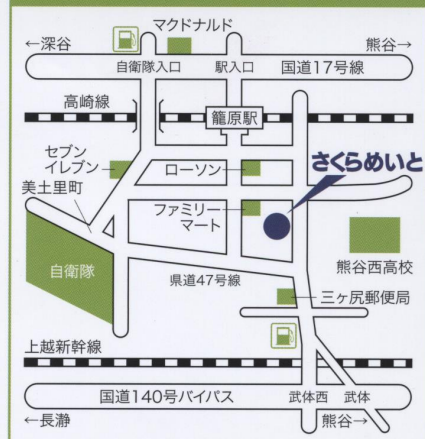 マクドナルド
←深谷
熊谷→
自衛隊入口
駅入口
国道17号線
高崎線
籠原駅
セブン
イレブン
ローソン
さくらめいと
美土里町
ファミリー
マート
自衛隊
県道47号線
熊谷西高校
三ヶ尻郵便局
上越新幹線
国道140号バイパス
武体西
武体
←長瀞
熊谷→